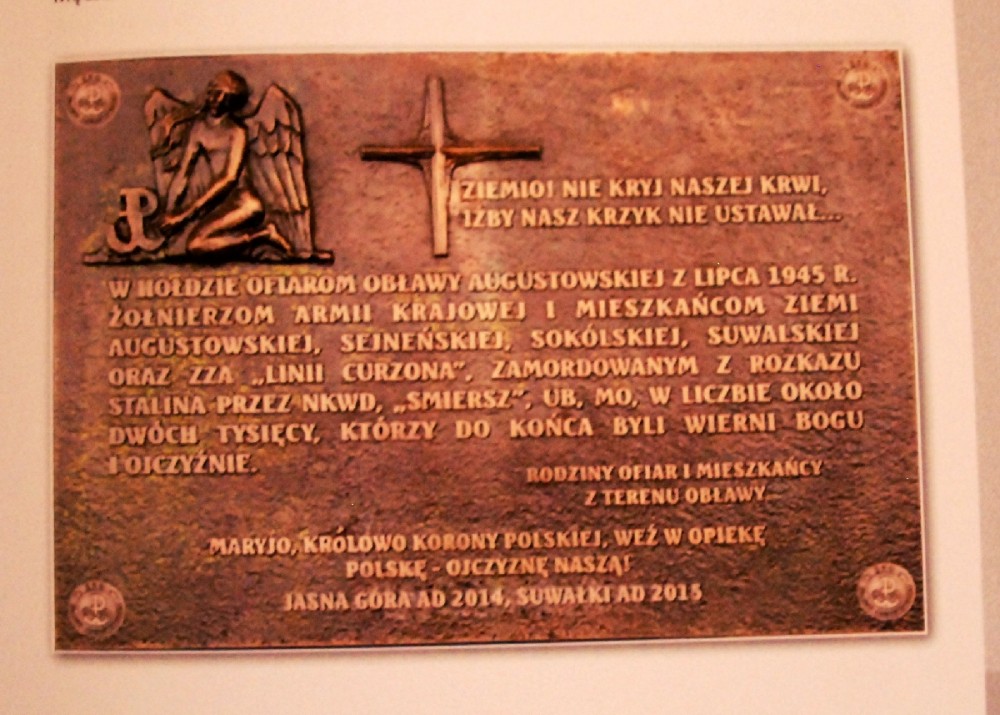 ZIEMIO! NIE KRYJ NASZEJ KRWI,
IŻBY NASZ KRZYK NIE USTAWAŁ...
W HOŁDZIE OFIAROM OBŁAWY AUGUSTOWSKIEJ Z LIPCA 1945 R.
ŻOŁNIERZOM ARMII KRAJOWEJ I MIESZKAŃCOM ZIEMI
AUGUSTOWSKIEJ, SEJNEŃSKIEJ, SOKÓLSKIEJ, SUWALSKIEJ
ORAZ ZZA „LINII CURZONA”, ZAMORDOWANYM Z ROZKAZU
STALINA PRZEZ NKWD, „SMIERSZ”, UB, MO, W LICZBIE OKOŁO
DWÓCH TYSIĘCY, KTÓRZY DO KOŃCA BYLI WIERNI BOGU
I OJCZYŹNIE.
RODZINY OFIAR I MIESZKAŃCY
Z TERENU OBŁAWY
MARYJO, KRÓLOWO KORONY POLSKIEJ, WEŹ W OPIEKĘ
POLSKĘ - OJCZYZNĘ NASZĄ!
JASNA GÓRA AD 2014, SUWAŁKI AD 2015